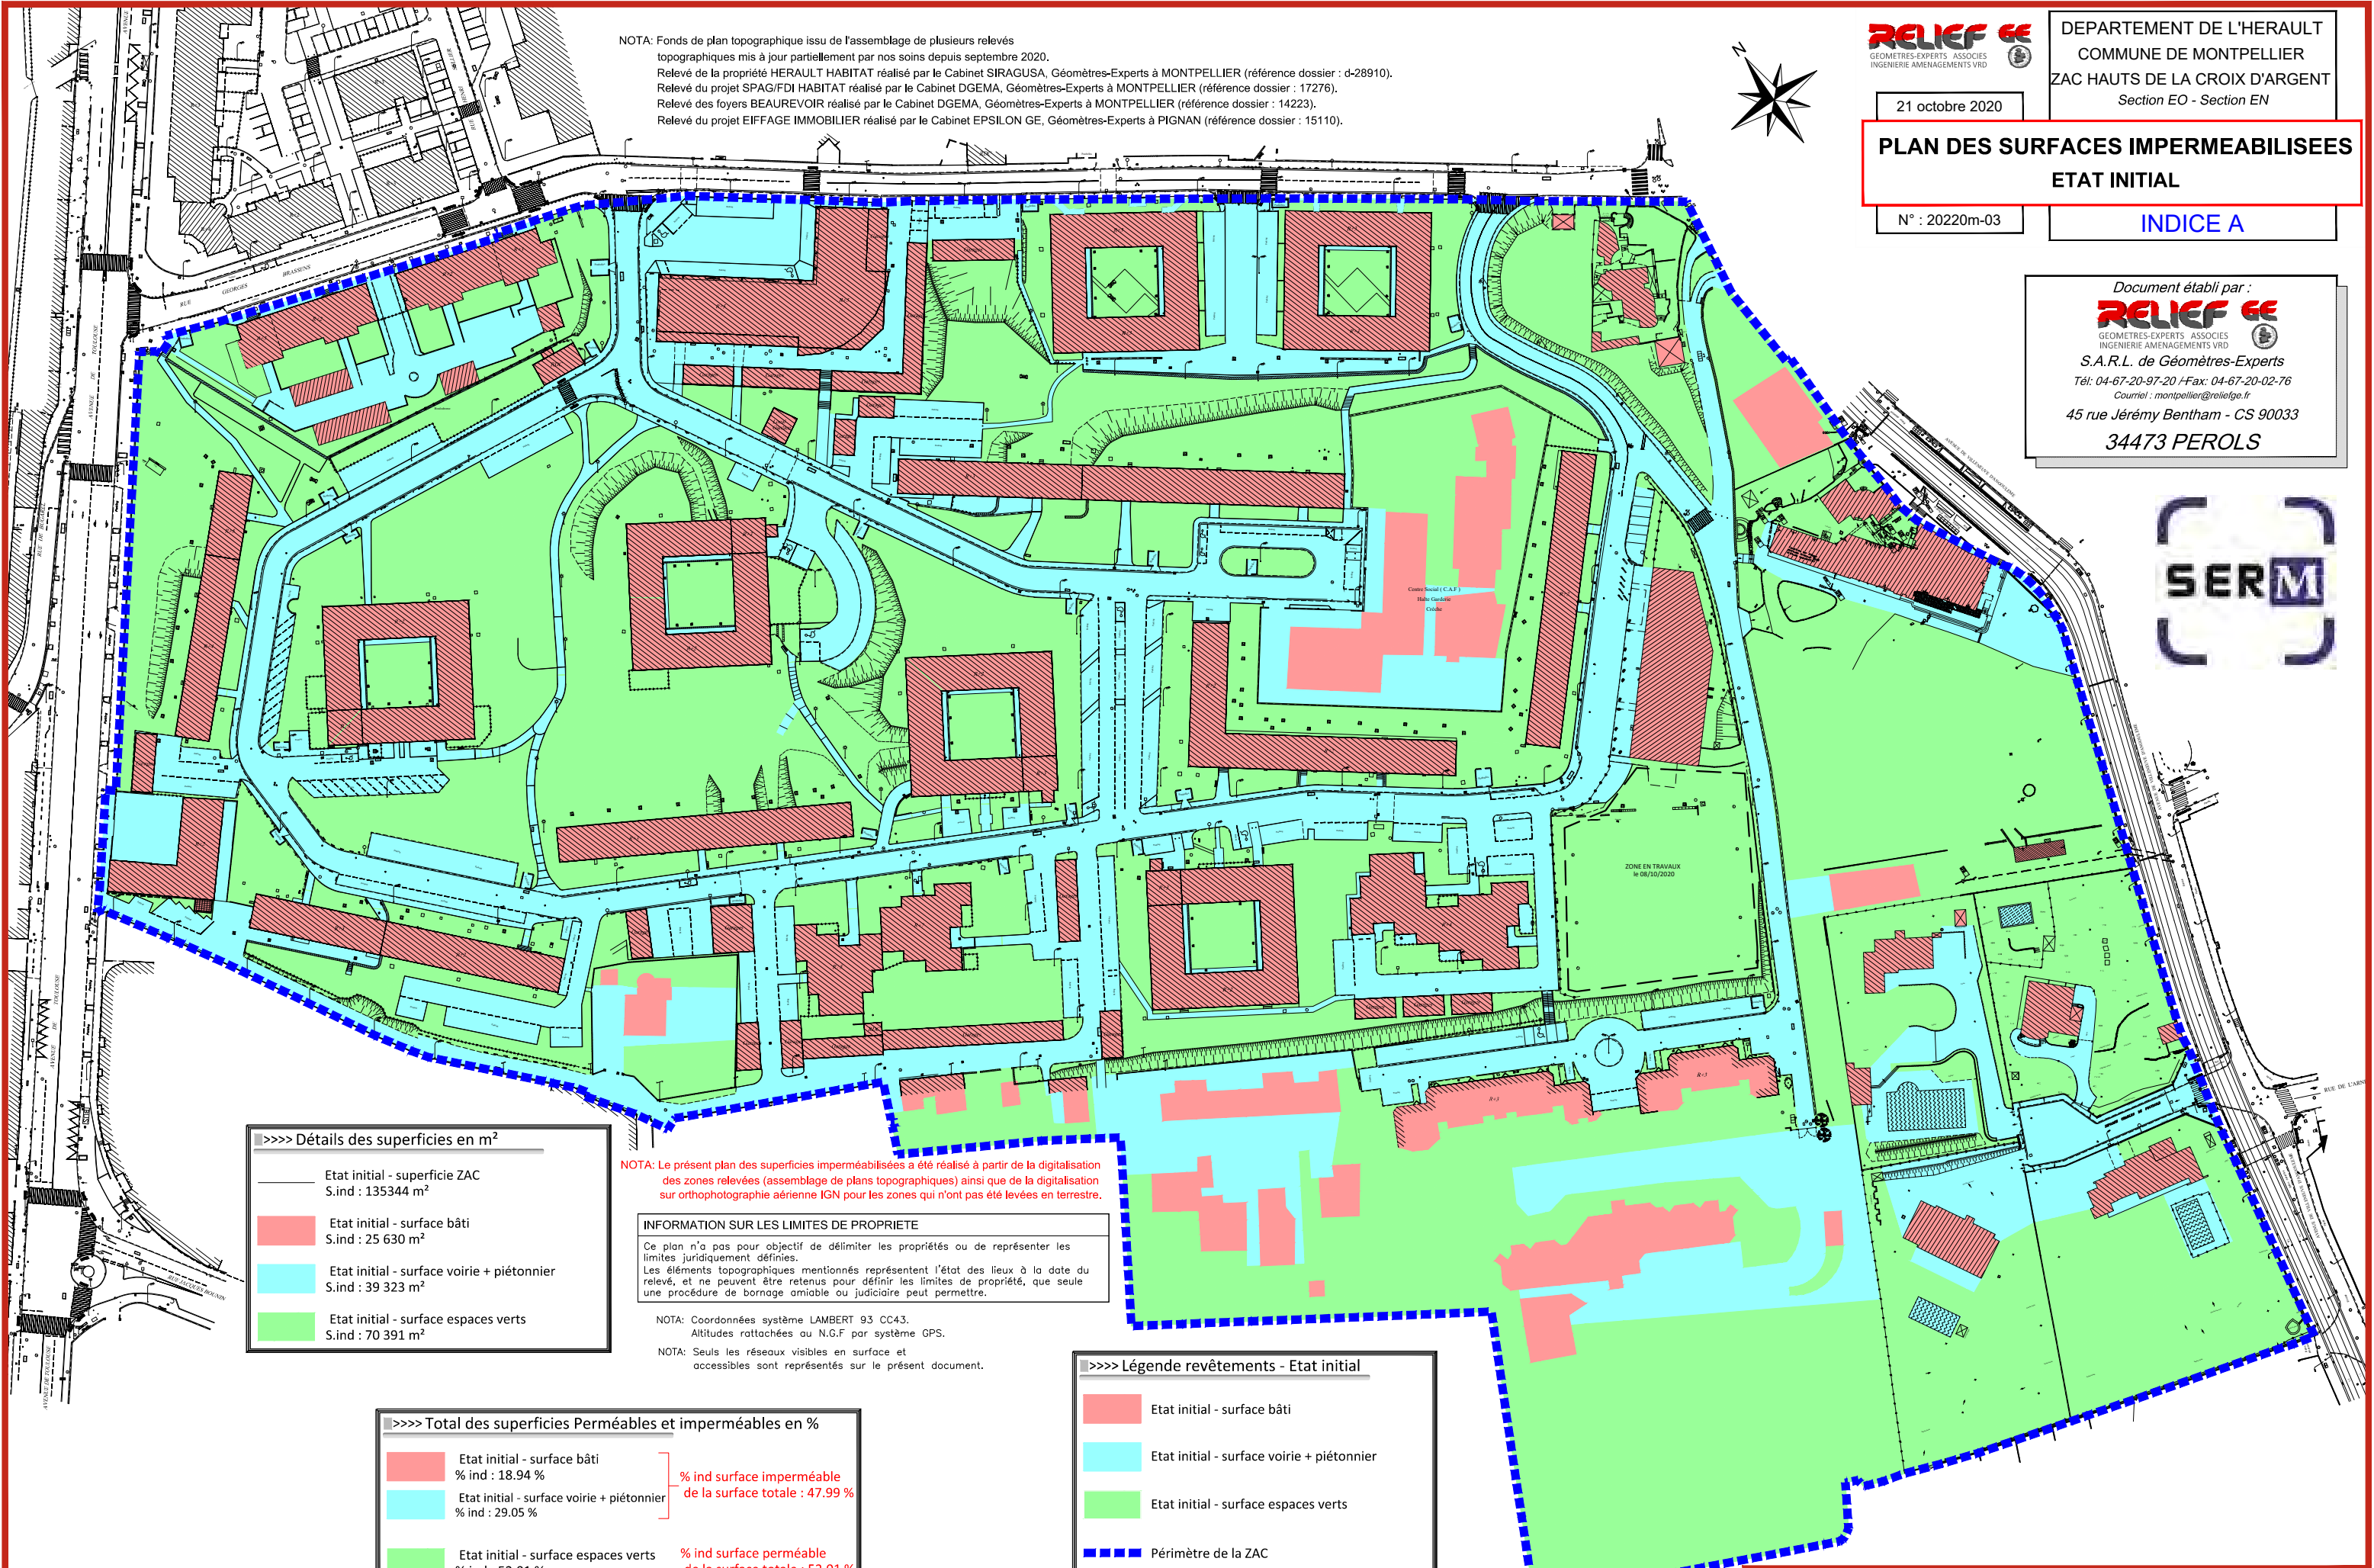 NOTA: Fonds de plan topographique issu de l'assemblage de plusieurs relevés
topographiques mis à jour partiellement par nos soins depuis septembre 2020.
Relevé de la propriété HERAULT HABITAT réalisé par le Cabinet SIRAGUSA, Géomètres-Experts à MONTPELLIER (référence dossier : d-28910).
Relevé du projet SPAG/FDI HABITAT réalisé par le Cabinet DGEMA, Géomètres-Experts à MONTPELLIER (référence dossier : 17276).
Relevé des foyers BEAUREVOIR réalisé par le Cabinet DGEMA, Géomètres-Experts à MONTPELLIER (référence dossier : 14223).
Relevé du projet EIFFAGE IMMOBILIER réalisé par le Cabinet EPSILON GE, Géomètres-Experts à PIGNAN (référence dossier : 15110).
N
RELIEF GE
GEOMETRES-EXPERTS ASSOCIES
INGENIERIE AMENAGEMENTS VRD
DEPARTEMENT DE L'HERAULT
COMMUNE DE MONTPELLIER
ZAC HAUTS DE LA CROIX D'ARGENT
Section EO - Section EN
21 octobre 2020
PLAN DES SURFACES IMPERMEABILISEES
ETAT INITIAL
N° : 20220m-03
INDICE A
Document établi par :
RELIEF GE
GEOMETRES-EXPERTS ASSOCIES
INGENIERIE AMENAGEMENTS VRD
S.A.R.L. de Géomètres-Experts
Tél: 04-67-20-97-20 /-Fax: 04-67-20-02-76
Courriel : montpellier@reliefge.fr
45 rue Jérémy Bentham - CS 90033
34473 PEROLS
SERM
RUE GEORGES BRASSENS
AVENUE DE TOULOUSE
Centre Social ( C.A.F )
Halte Garderie
Crèche
ZONE EN TRAVAUX
le 08/10/2020
R+3
R+3
AVENUE DE TOULOUSE
RUE JACQUES BOUNIN
AVENUE DE TOULOUSE
>>>> Détails des superficies en m²
Etat initial - superficie ZAC
S.ind : 135344 m²
Etat initial - surface bâti
S.ind : 25 630 m²
Etat initial - surface voirie + piétonnier
S.ind : 39 323 m²
Etat initial - surface espaces verts
S.ind : 70 391 m²
NOTA: Le présent plan des superficies imperméabilisées a été réalisé à partir de la digitalisation
des zones relevées (assemblage de plans topographiques) ainsi que de la digitalisation
sur orthophotographie aérienne IGN pour les zones qui n'ont pas été levées en terrestre.
INFORMATION SUR LES LIMITES DE PROPRIETE
Ce plan n'a pas pour objectif de délimiter les propriétés ou de représenter les
limites juridiquement définies.
Les éléments topographiques mentionnés représentent l'état des lieux à la date du
relevé, et ne peuvent être retenus pour définir les limites de propriété, que seule
une procédure de bornage amiable ou judiciaire peut permettre.
NOTA: Coordonnées système LAMBERT 93 CC43.
Altitudes rattachées au N.G.F par système GPS.
NOTA: Seuls les réseaux visibles en surface et
accessibles sont représentés sur le présent document.
>>>> Total des superficies Perméables et imperméables en %
Etat initial - surface bâti
% ind : 18.94 %
Etat initial - surface voirie + piétonnier
% ind : 29.05 %
% ind surface imperméable
de la surface totale : 47.99 %
Etat initial - surface espaces verts
% ind surface perméable
>>>> Légende revêtements - Etat initial
Etat initial - surface bâti
Etat initial - surface voirie + piétonnier
Etat initial - surface espaces verts
Périmètre de la ZAC